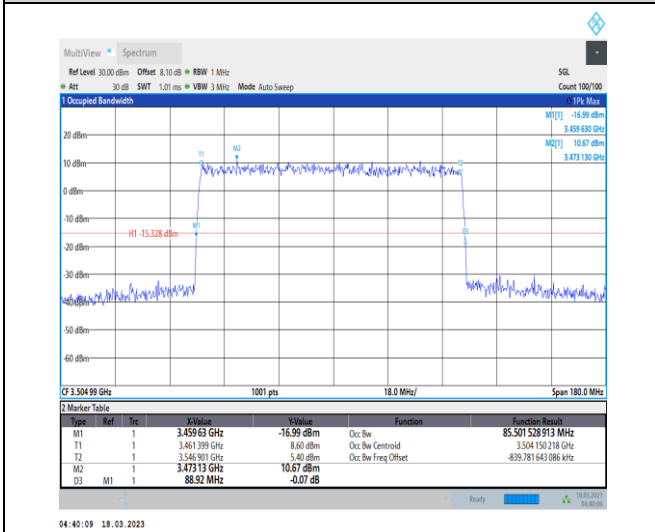 MultiView Spectrum
Ref Level 30.00 dBm Offset 8.10 dB RBW 1 MHz SGL
Att 30 dB SWT 1.01 ms VBW 3 MHz Mode Auto Sweep Count 100/100
1 Occupied Bandwidth 1Pk Max
M1[1] -16.99 dBm
3.459 630 GHz
M2[1] 10.67 dBm
3.473 130 GHz
20 dBm
M2
T1 T2
10 dBm
0 dBm
-10 dBm
M1
H1 -15.328 dBm D3
-20 dBm
-30 dBm
-40 dBm
-50 dBm
-60 dBm
CF 3.504 99 GHz 1001 pts 18.0 MHz/ Span 180.0 MHz
2 Marker Table
Type Ref Trc X-Value Y-Value Function Function Result
M1 1 3.459 63 GHz -16.99 dBm Occ Bw 85.501 528 913 MHz
T1 1 3.461 399 GHz 8.60 dBm Occ Bw Centroid 3.504 150 218 GHz
T2 1 3.546 901 GHz 5.40 dBm Occ Bw Freq Offset -839.781 643 086 kHz
M2 1 3.473 13 GHz 10.67 dBm
D3 M1 1 88.92 MHz -0.07 dB
Ready 18.03.2023
04:40:09
04:40:09 18.03.2023